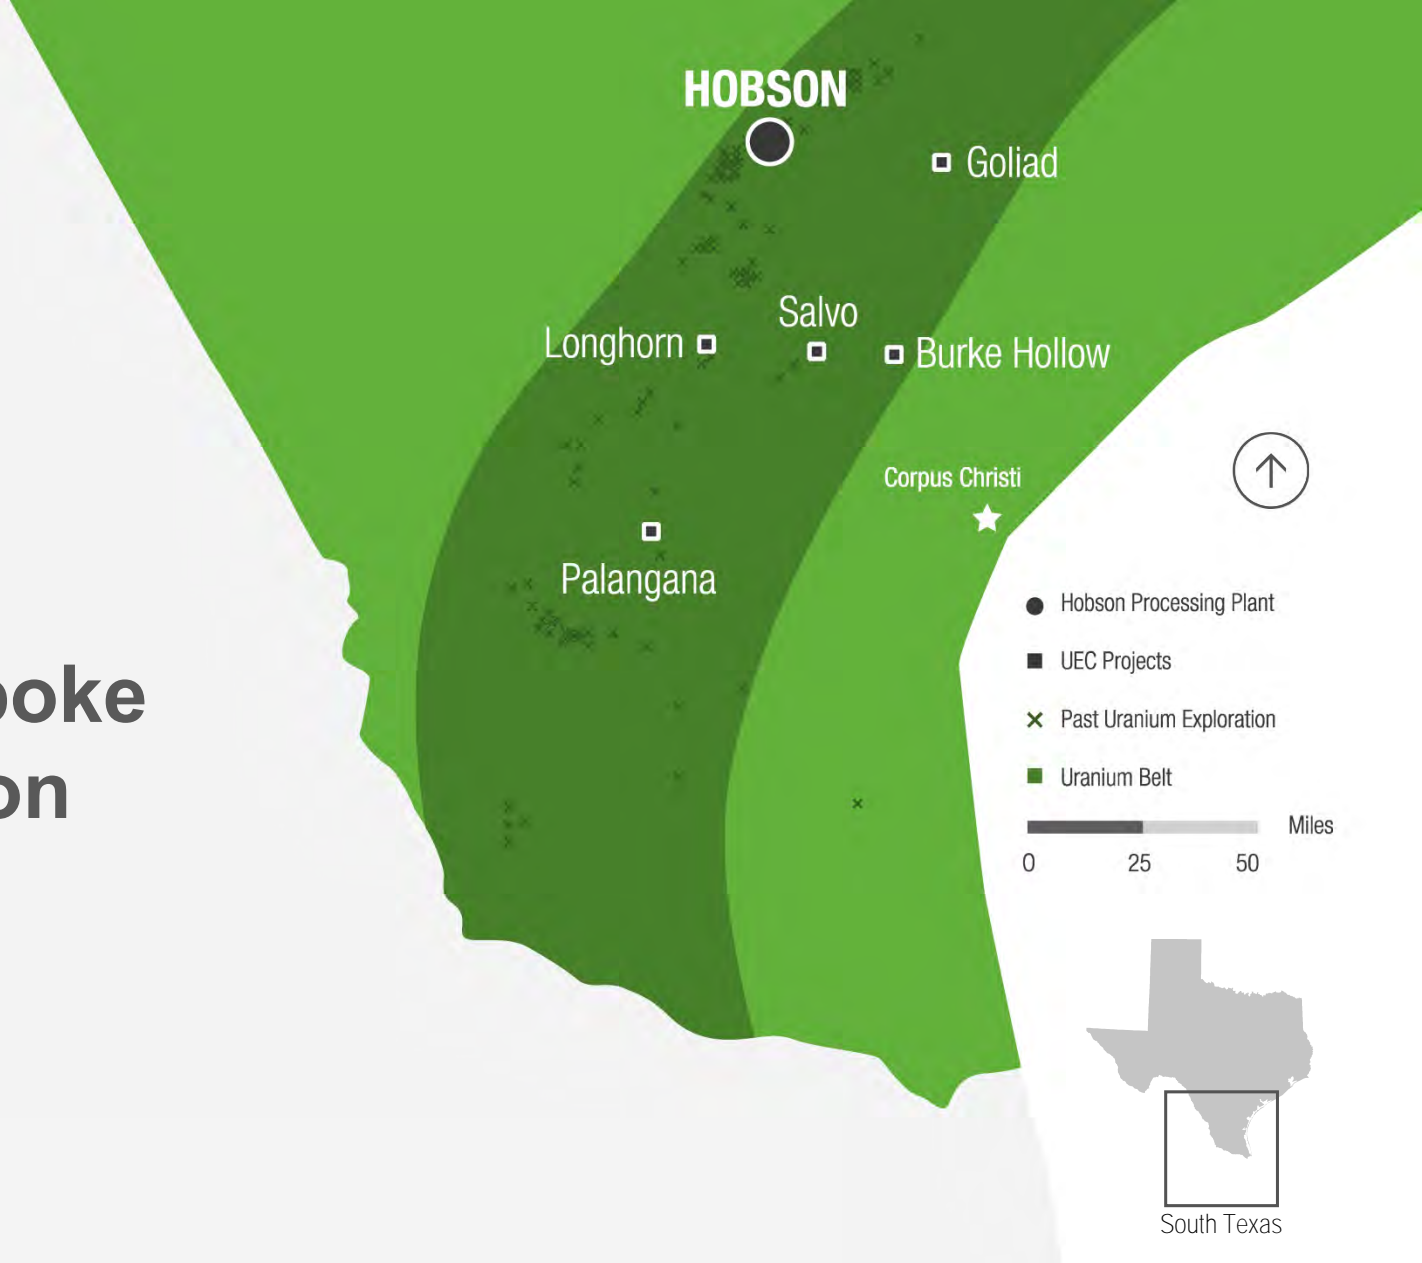 HOBSON
Goliad
Salvo
Longhorn
Burke Hollow
Corpus Christi
Palangana
Hobson Processing Plant
UEC Projects
Past Uranium Exploration
Uranium Belt
Miles
0 25 50
oke
on
South Texas